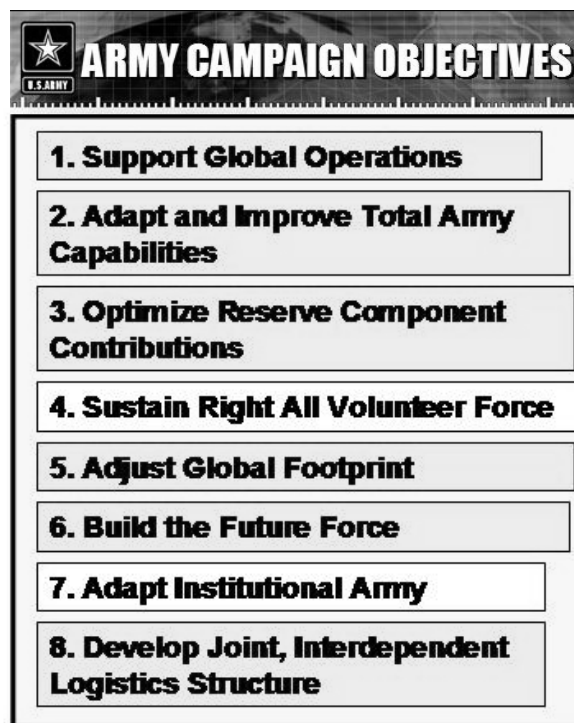 U.S.ARMY
ARMY CAMPAIGN OBJECTIVES
1. Support Global Operations
2. Adapt and Improve Total Army
Capabilities
3. Optimize Reserve Component
Contributions
4. Sustain Right All Volunteer Force
5. Adjust Global Footprint
6. Build the Future Force
7. Adapt Institutional Army
8. Develop Joint, Interdependent
Logistics Structure